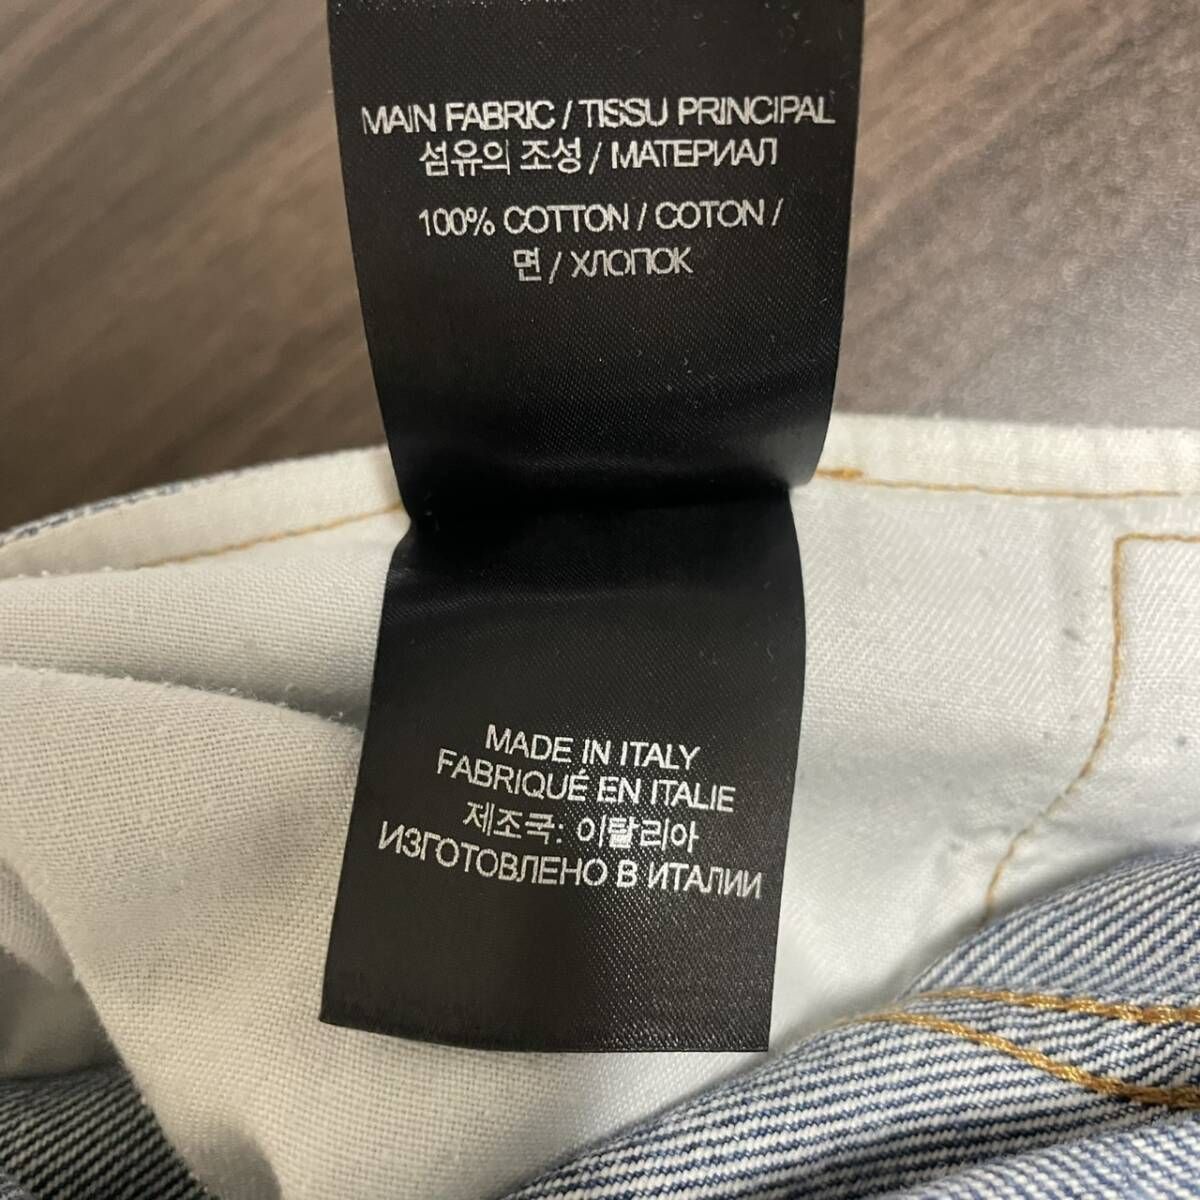 MAIN FABRIC / TISSU PRINCIPAL
섬유의 조성 / МАТЕРИАЛ
100% COTTON / COTON /
면 / ХЛОПОК
MADE IN ITALY
FABRIQUÉ EN ITALIE
제조국: 이탈리아
ИЗГОТОВЛЕНО В ИТАЛИИ